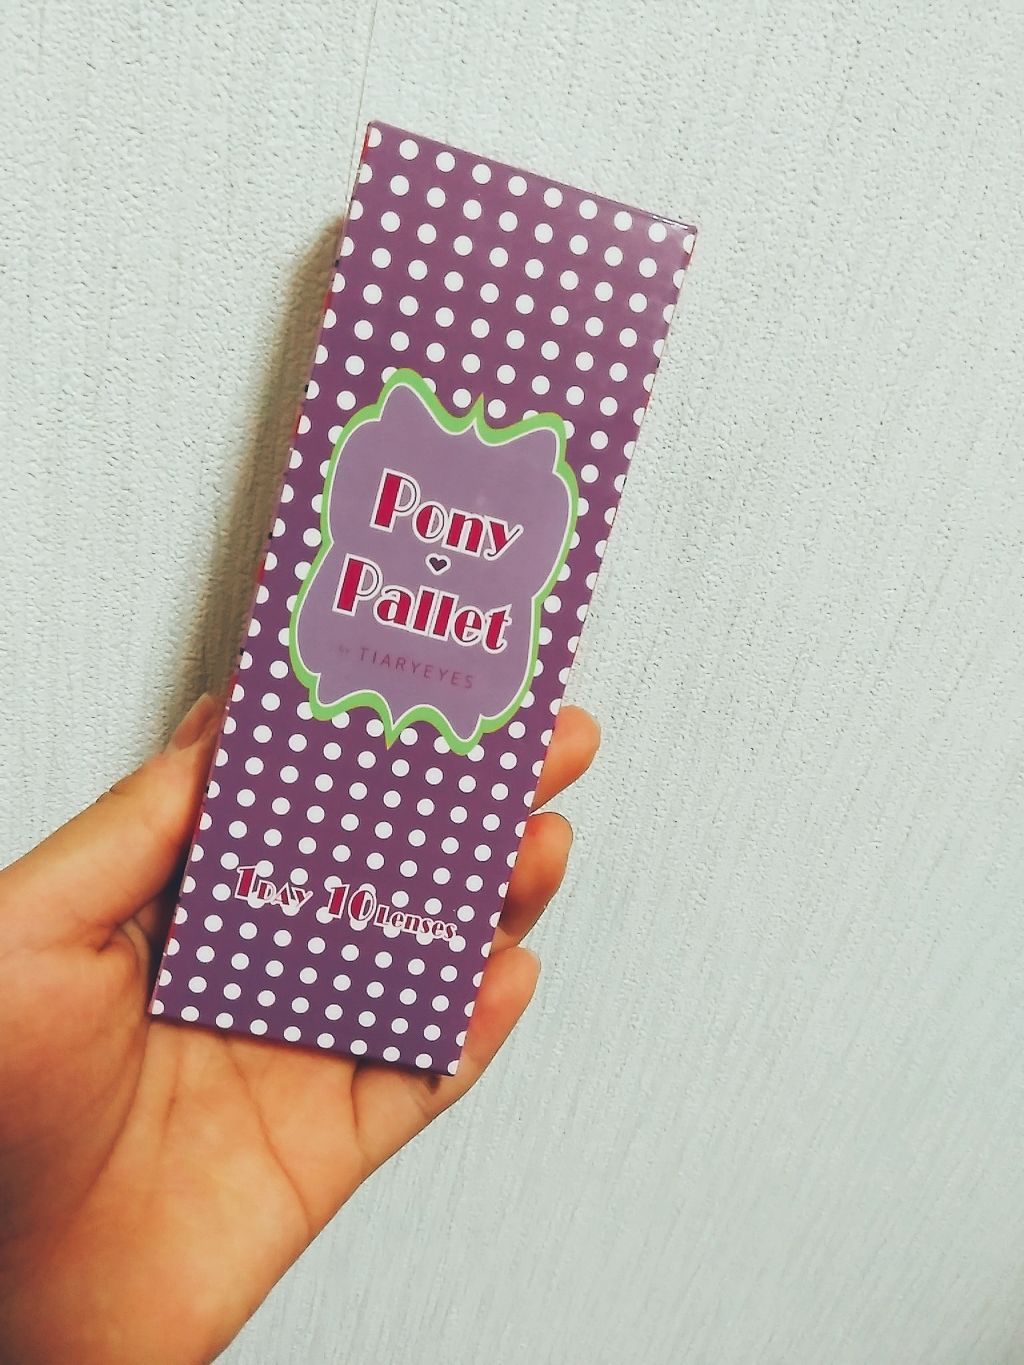 Pony
Pallet
by TIARYEYES
1DAY 10Lenses